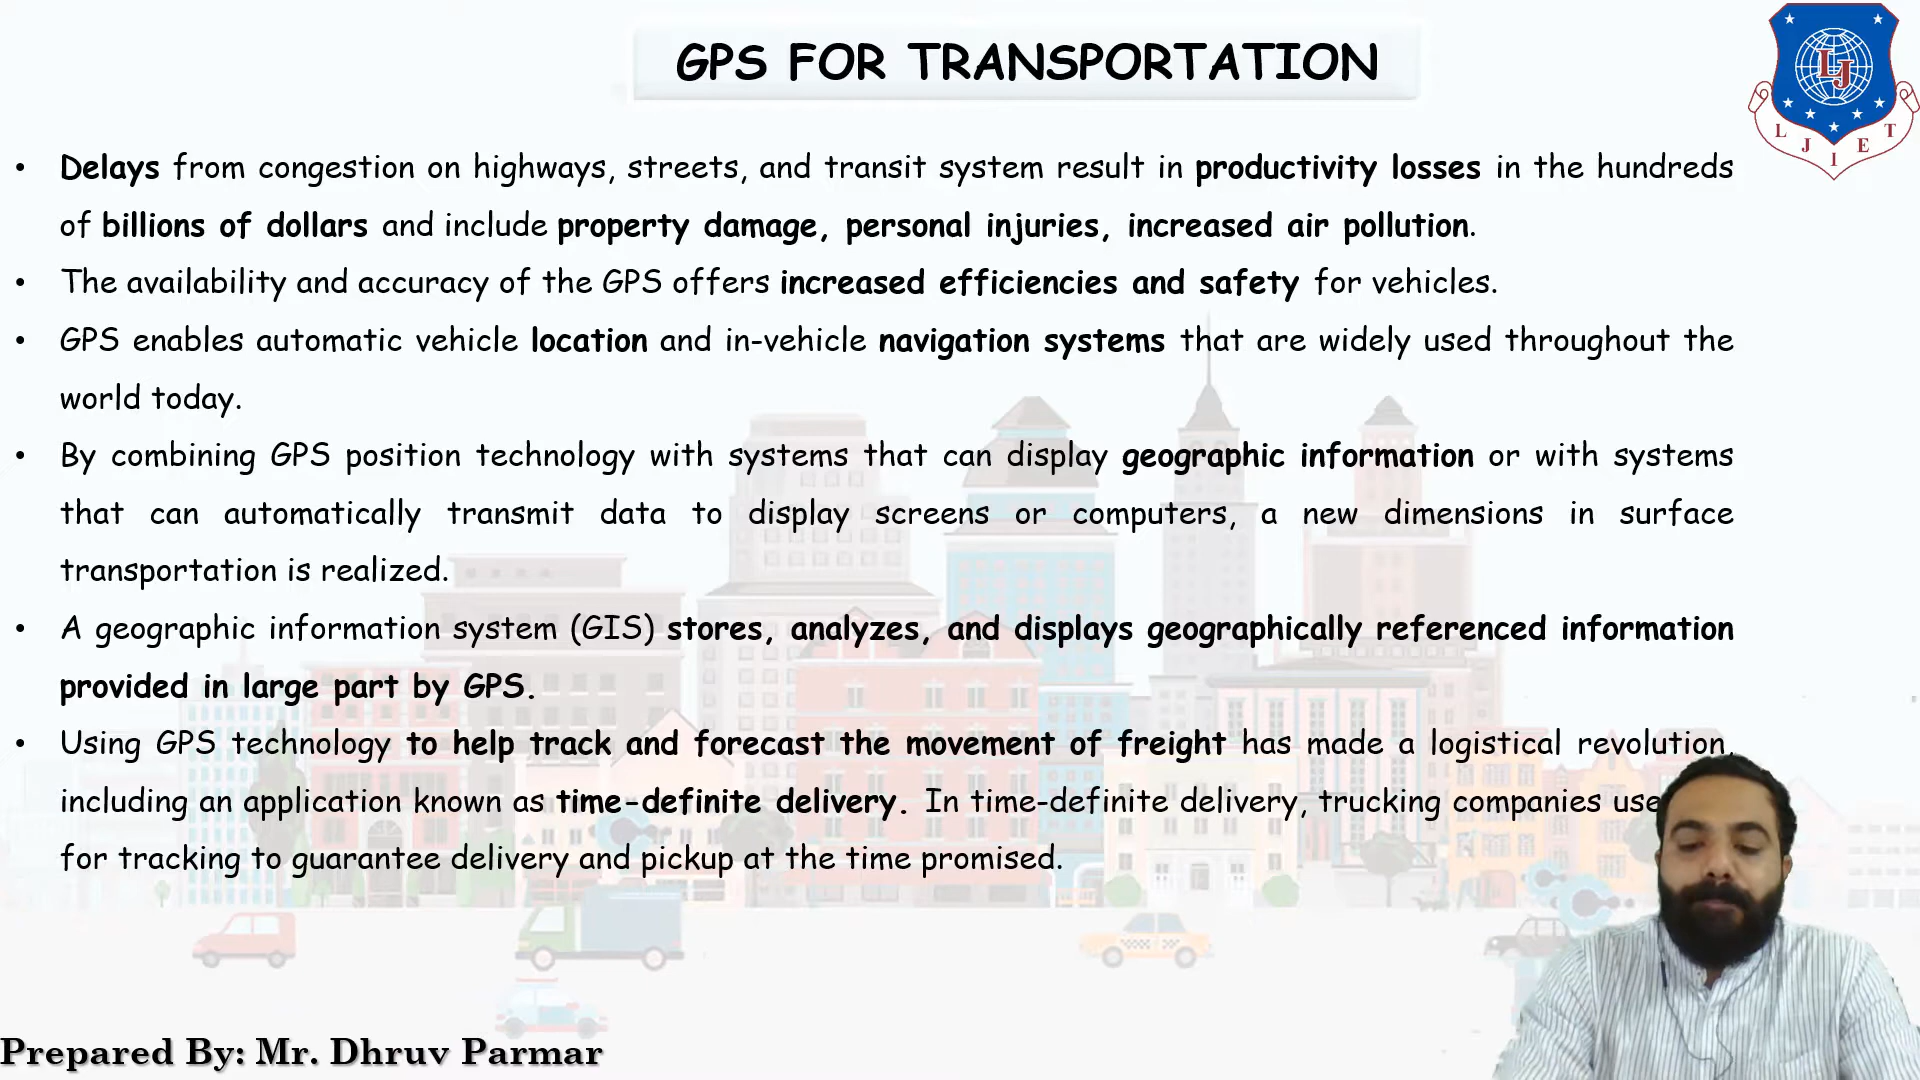 GPS FOR TRANSPORTATION
LJ
L J I E T
• Delays from congestion on highways, streets, and transit system result in productivity losses in the hundreds
of billions of dollars and include property damage, personal injuries, increased air pollution.
• The availability and accuracy of the GPS offers increased efficiencies and safety for vehicles.
• GPS enables automatic vehicle location and in-vehicle navigation systems that are widely used throughout the
world today.
• By combining GPS position technology with systems that can display geographic information or with systems
that can automatically transmit data to display screens or computers, a new dimensions in surface
transportation is realized.
• A geographic information system (GIS) stores, analyzes, and displays geographically referenced information
provided in large part by GPS.
• Using GPS technology to help track and forecast the movement of freight has made a logistical revolution,
including an application known as time-definite delivery. In time-definite delivery, trucking companies use
for tracking to guarantee delivery and pickup at the time promised.
Prepared By: Mr. Dhruv Parmar